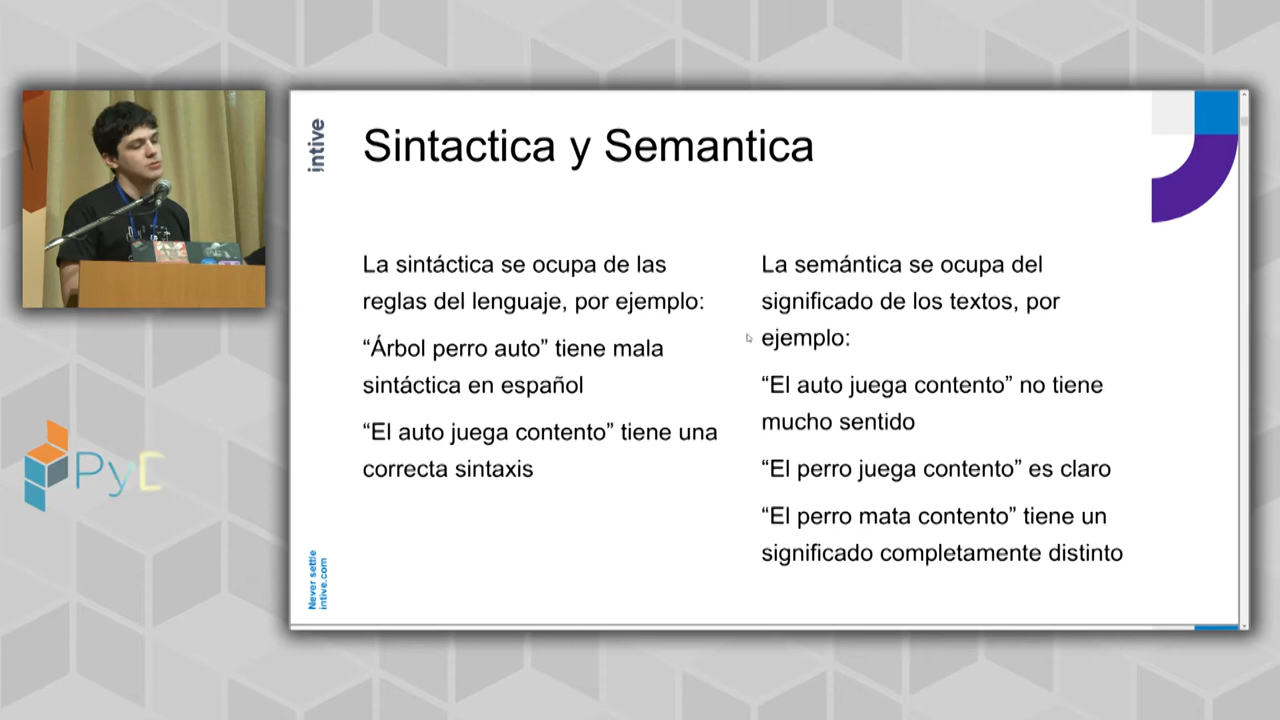 intive
Sintactica y Semantica
La sintáctica se ocupa de las
reglas del lenguaje, por ejemplo:
“Árbol perro auto” tiene mala
sintáctica en español
“El auto juega contento” tiene una
correcta sintaxis
La semántica se ocupa del
significado de los textos, por
ejemplo:
“El auto juega contento” no tiene
mucho sentido
“El perro juega contento” es claro
“El perro mata contento” tiene un
significado completamente distinto
PyC
Never settle
intive.com